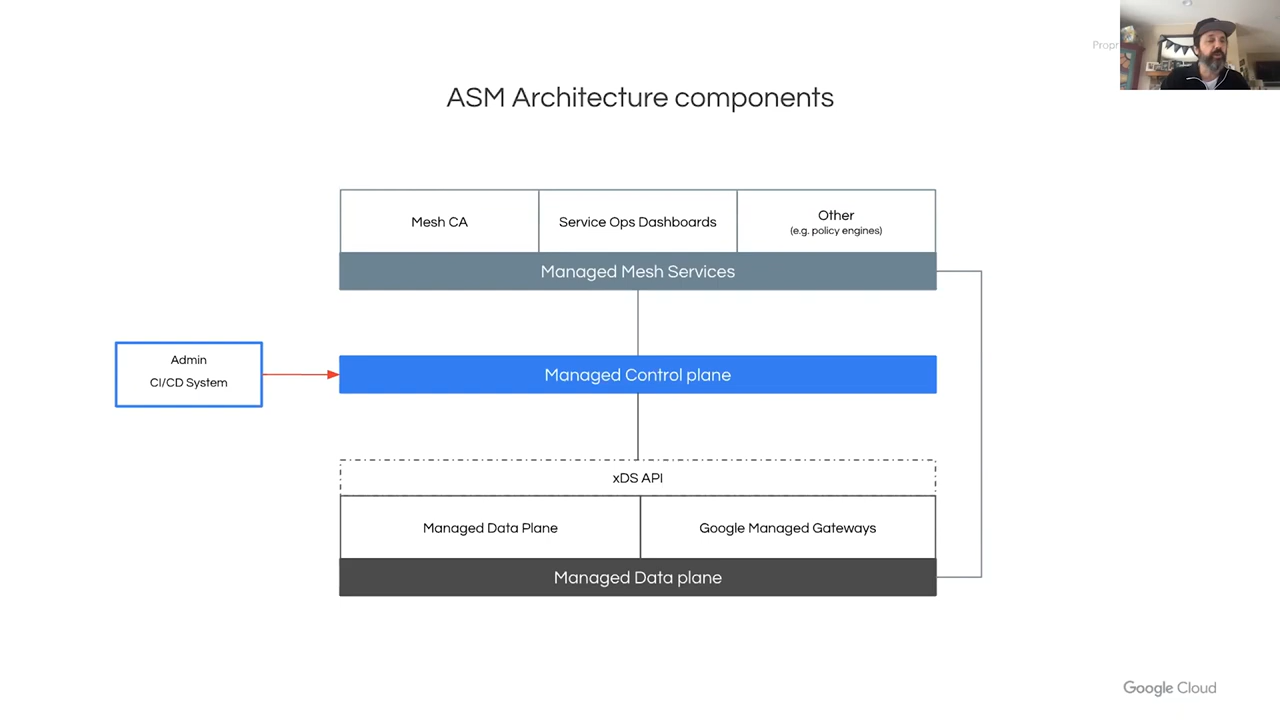 ASM Architecture components
Mesh CA
Service Ops Dashboards
Other
(e.g. policy engines)
Managed Mesh Services
Admin
CI/CD System
Managed Control plane
xDS API
Managed Data Plane
Google Managed Gateways
Managed Data plane
Google Cloud